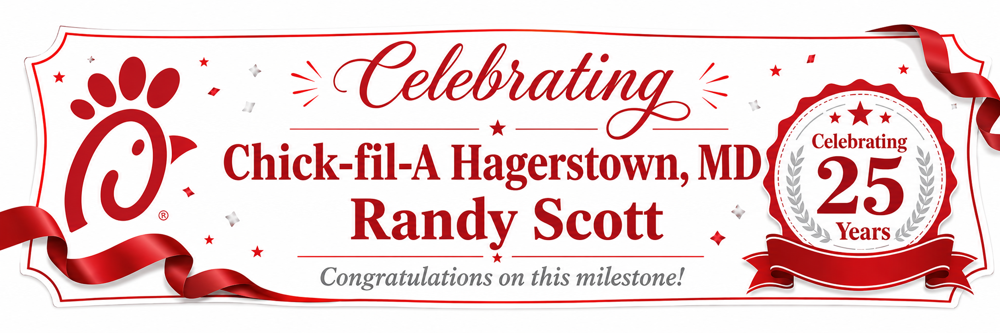 Celebrating
Chick-fil-A Hagerstown, MD
Randy Scott
Congratulations on this milestone!
®
Celebrating
25
Years